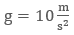 g = 10 m/s²